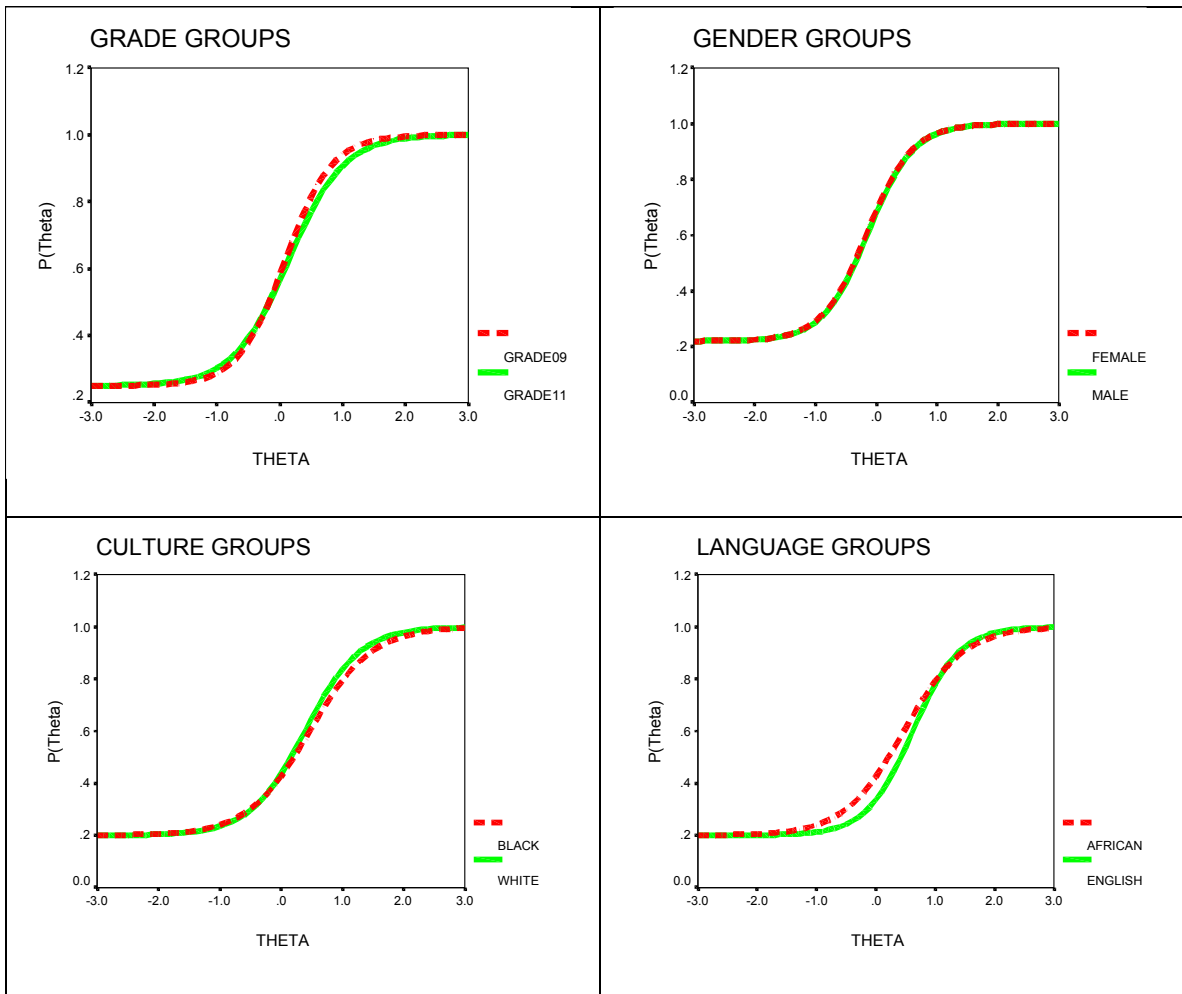 GRADE GROUPS
1.2
1.0
.8
.6
.4
.2
P(Theta)
-3.0 -2.0 -1.0 .0 1.0 2.0 3.0
THETA
GRADE09
GRADE11
GENDER GROUPS
1.2
1.0
.8
.6
.4
.2
0.0
P(Theta)
-3.0 -2.0 -1.0 .0 1.0 2.0 3.0
THETA
FEMALE
MALE
CULTURE GROUPS
1.2
1.0
.8
.6
.4
.2
0.0
P(Theta)
-3.0 -2.0 -1.0 .0 1.0 2.0 3.0
THETA
BLACK
WHITE
LANGUAGE GROUPS
1.2
1.0
.8
.6
.4
.2
0.0
P(Theta)
-3.0 -2.0 -1.0 .0 1.0 2.0 3.0
THETA
AFRICAN
ENGLISH